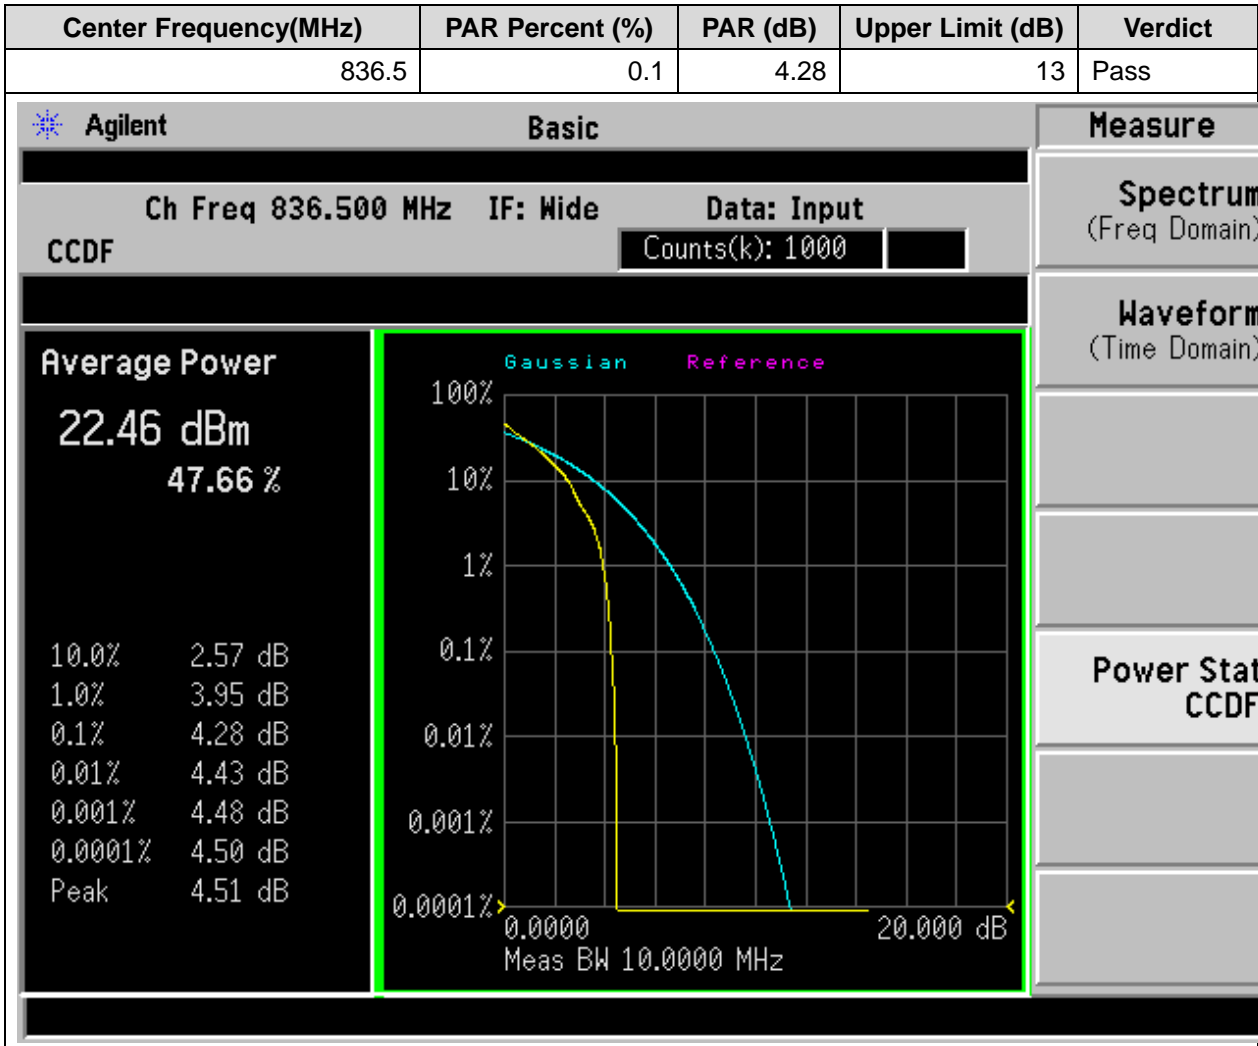 Center Frequency(MHz) PAR Percent (%) PAR (dB) Upper Limit (dB) Verdict
836.5 0.1 4.28 13 Pass
Agilent Basic Measure
Ch Freq 836.500 MHz IF: Wide Data: Input
CCDF Counts(k): 1000
Spectrum
(Freq Domain)
Waveform
(Time Domain)
Power Stat
CCDF
Average Power
22.46 dBm
47.66 %
10.0% 2.57 dB
1.0% 3.95 dB
0.1% 4.28 dB
0.01% 4.43 dB
0.001% 4.48 dB
0.0001% 4.50 dB
Peak 4.51 dB
Gaussian Reference
100%
10%
1%
0.1%
0.01%
0.001%
0.0001%
0.0000 20.000 dB
Meas BW 10.0000 MHz